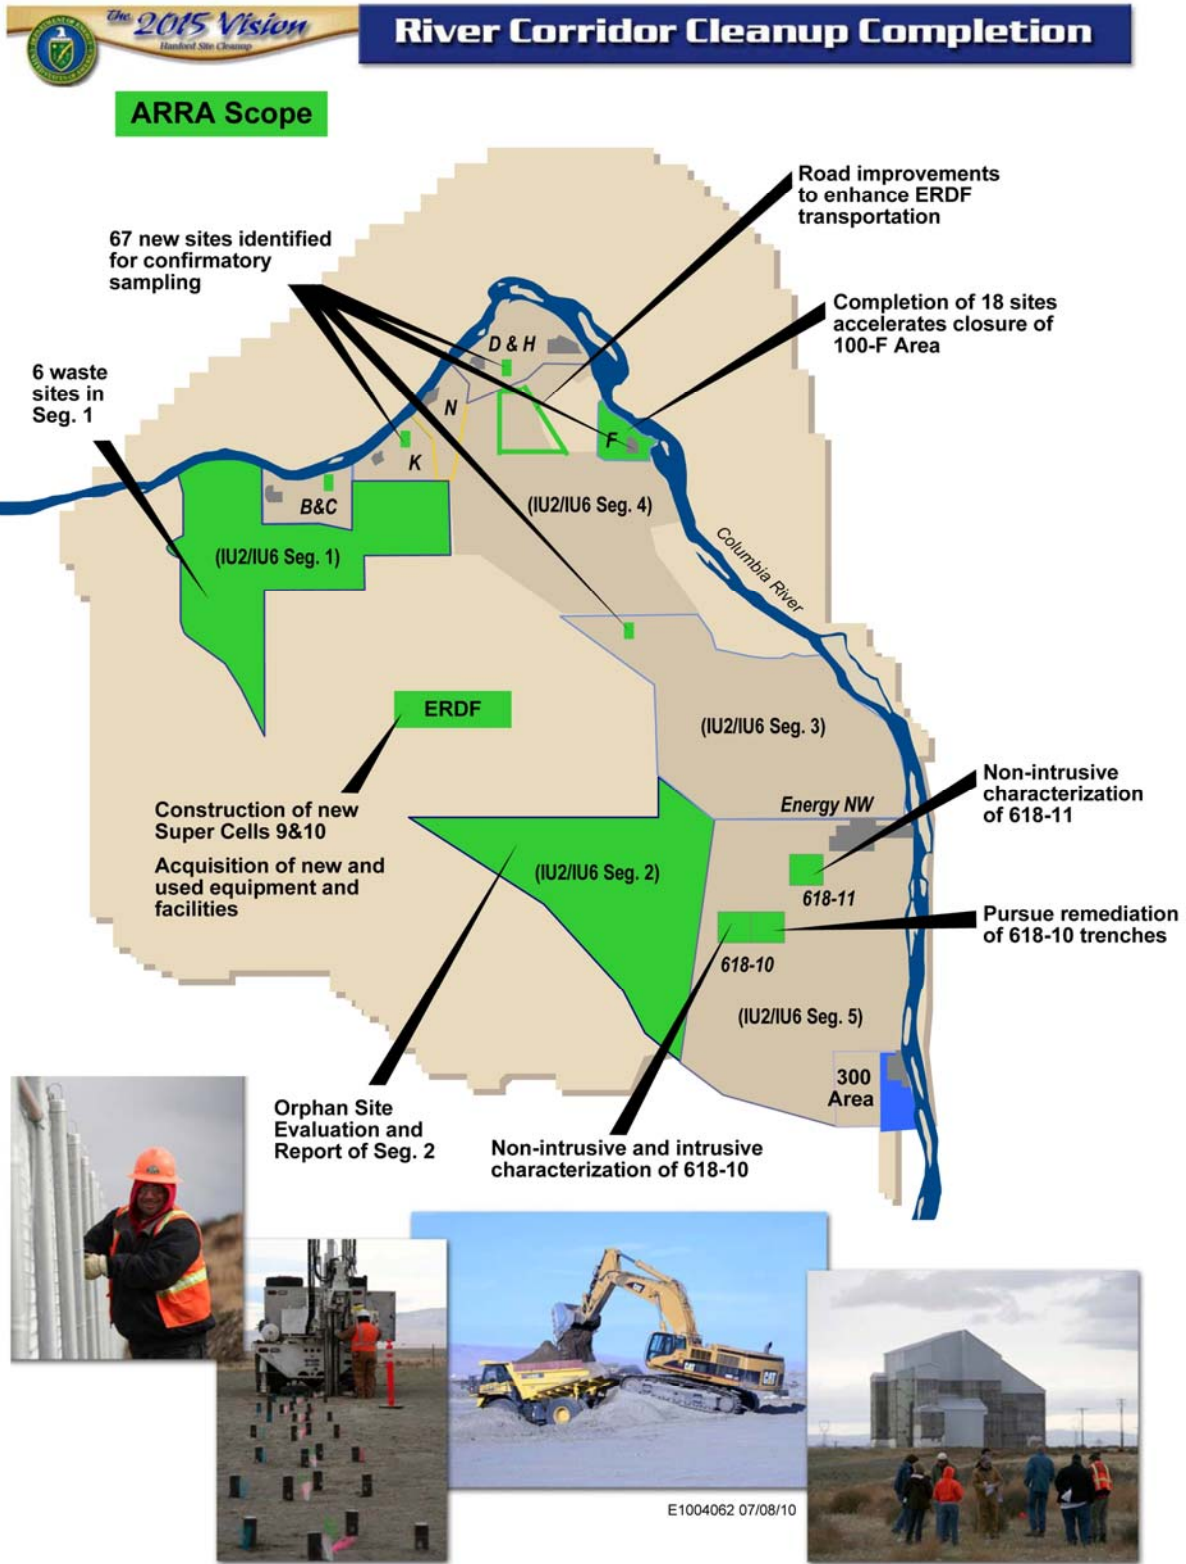 The 2015 Vision
Hanford Site Cleanup
River Corridor Cleanup Completion
ARRA Scope
Road improvements
to enhance ERDF
transportation
67 new sites identified
for confirmatory
sampling
Completion of 18 sites
accelerates closure of
100-F Area
6 waste
sites in
Seg. 1
D & H
N
F
K
B&C
(IU2/IU6 Seg. 4)
(IU2/IU6 Seg. 1)
Columbia River
ERDF
(IU2/IU6 Seg. 3)
Construction of new
Super Cells 9&10
Acquisition of new and
used equipment and
facilities
Energy NW
Non-intrusive
characterization
of 618-11
(IU2/IU6 Seg. 2)
618-11
Pursue remediation
of 618-10 trenches
618-10
(IU2/IU6 Seg. 5)
300
Area
Orphan Site
Evaluation and
Report of Seg. 2
Non-intrusive and intrusive
characterization of 618-10
CAT
CAT
E1004062 07/08/10